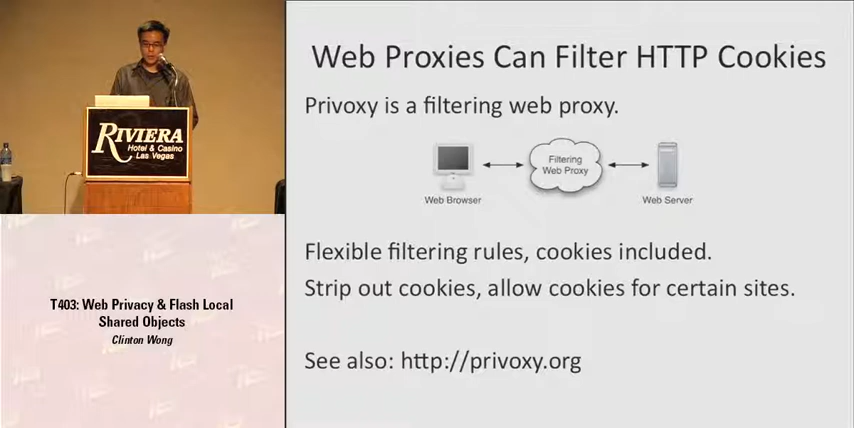 RIVIERA
Hotel & Casino
Las Vegas
T403: Web Privacy & Flash Local
Shared Objects
Clinton Wong
Web Proxies Can Filter HTTP Cookies
Privoxy is a filtering web proxy.
Filtering
Web Proxy
Web Browser
Web Server
Flexible filtering rules, cookies included.
Strip out cookies, allow cookies for certain sites.
See also: http://privoxy.org